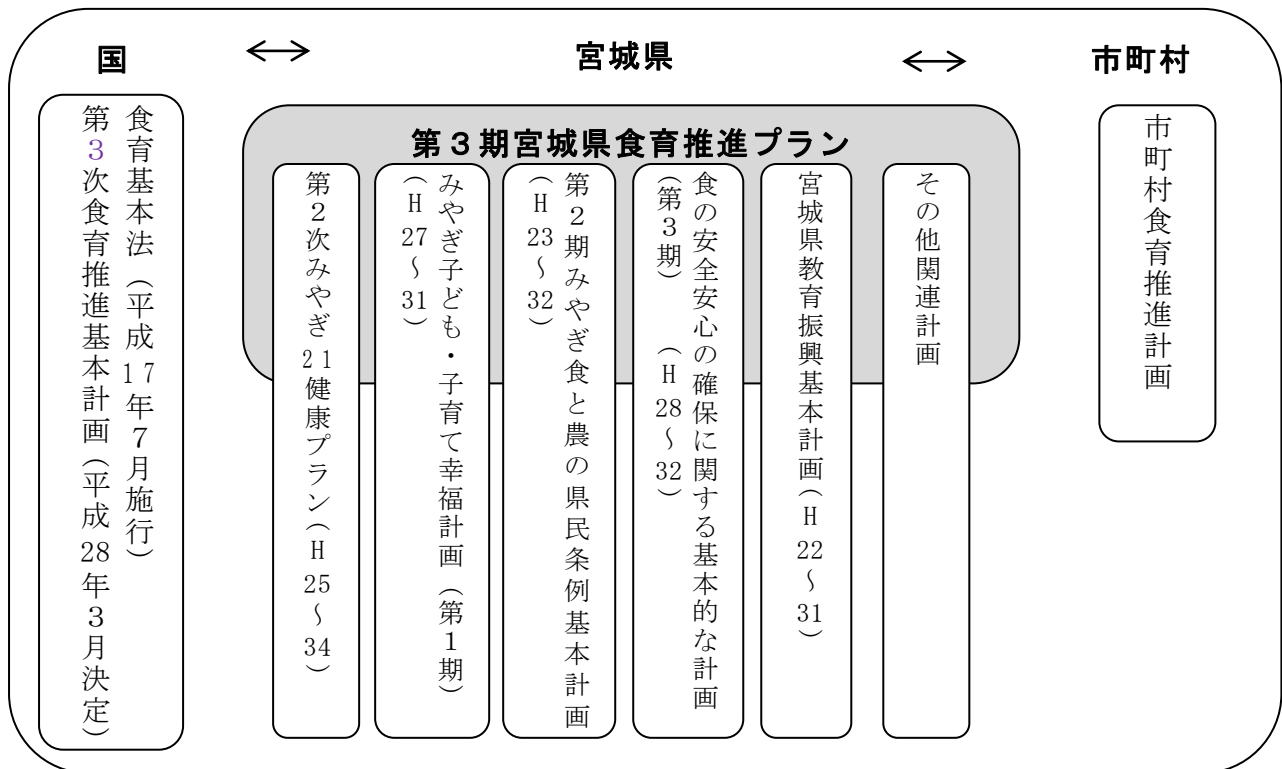 国
↔
宮城県
↔
市町村
食育基本法（平成１７年７月施行）
第３次食育推進基本計画（平成28年３月決定）
第３期宮城県食育推進プラン
第２次みやぎ21健康プラン（H25～34）
みやぎ子ども・子育て幸福計画（第１期）
（H27～31）
第２期みやぎ食と農の県民条例基本計画
（H23～32）
食の安全安心の確保に関する基本的な計画
（第３期）　（H28～32）
宮城県教育振興基本計画（H22～31）
その他関連計画
市町村食育推進計画